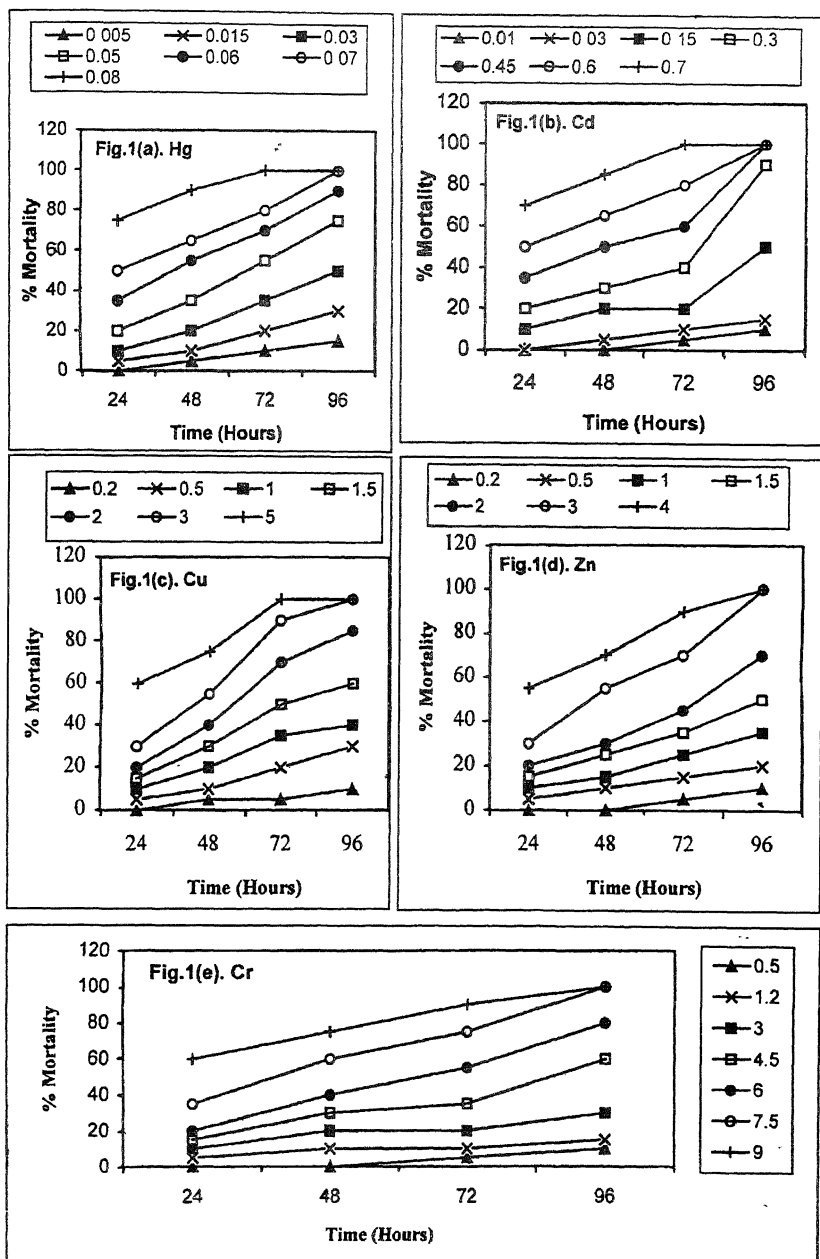 0 005 0.015 0.03
0.05 0.06 0 07
0.08
Fig.1(a). Hg
120
100
80
60
40
20
0
% Mortality
24 48 72 96
Time (Hours)
0.01 0 03 0 15 0.3
0.45 0.6 0.7
Fig.1(b). Cd
120
100
80
60
40
20
0
% Mortality
24 48 72 96
Time (Hours)
0.2 0.5 1 1.5
2 3 5
Fig.1(c). Cu
120
100
80
60
40
20
0
% Mortality
24 48 72 96
Time (Hours)
0.2 0.5 1 1.5
2 3 4
Fig.1(d). Zn
120
100
80
60
40
20
0
% Mortality
24 48 72 96
Time (Hours)
Fig.1(e). Cr
120
100
80
60
40
20
0
% Mortality
24 48 72 96
Time (Hours)
0.5
1.2
3
4.5
6
7.5
9